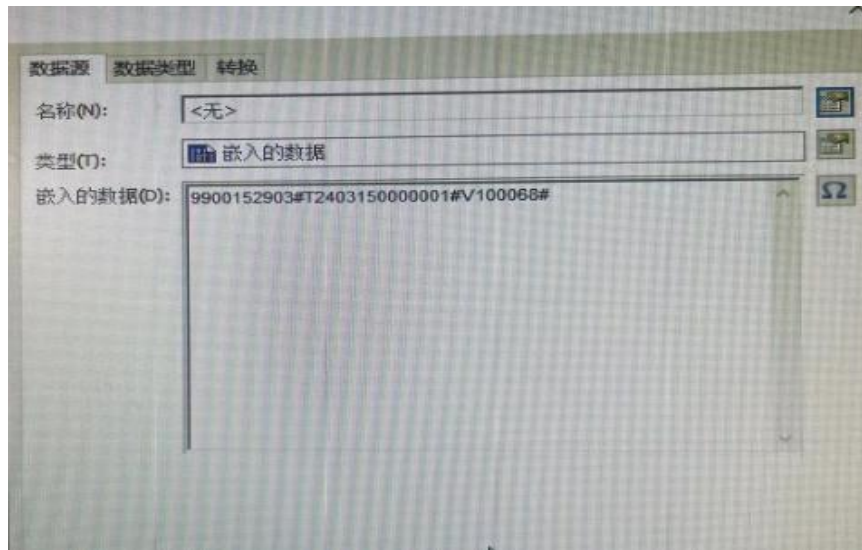 数据源 数据类型 转换
名称(N): <无>
类型(T): 嵌入的数据
嵌入的数据(D): 9900152903#T2403150000001#V100068#
Ω